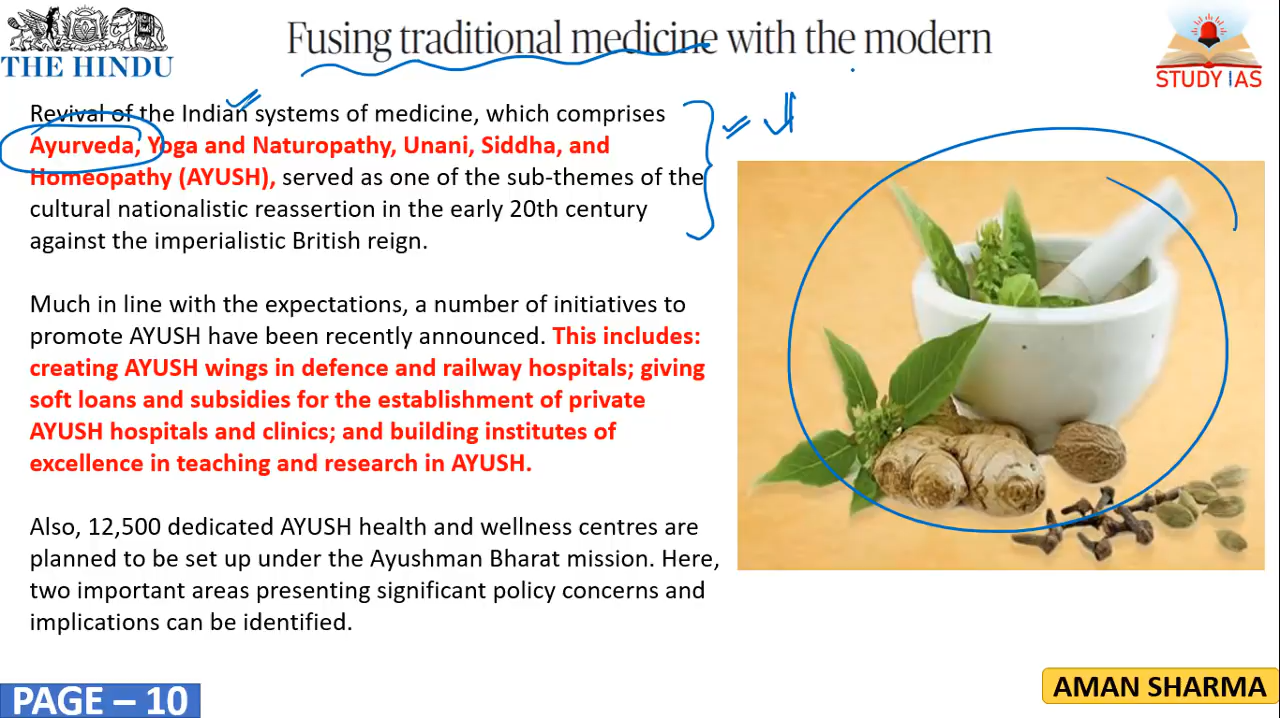 THE HINDU
Fusing traditional medicine with the modern
STUDY IAS
Revival of the Indian systems of medicine, which comprises
Ayurveda, Yoga and Naturopathy, Unani, Siddha, and
Homeopathy (AYUSH), served as one of the sub-themes of the
cultural nationalistic reassertion in the early 20th century
against the imperialistic British reign.
Much in line with the expectations, a number of initiatives to
promote AYUSH have been recently announced. This includes:
creating AYUSH wings in defence and railway hospitals; giving
soft loans and subsidies for the establishment of private
AYUSH hospitals and clinics; and building institutes of
excellence in teaching and research in AYUSH.
Also, 12,500 dedicated AYUSH health and wellness centres are
planned to be set up under the Ayushman Bharat mission. Here,
two important areas presenting significant policy concerns and
implications can be identified.
PAGE – 10
AMAN SHARMA